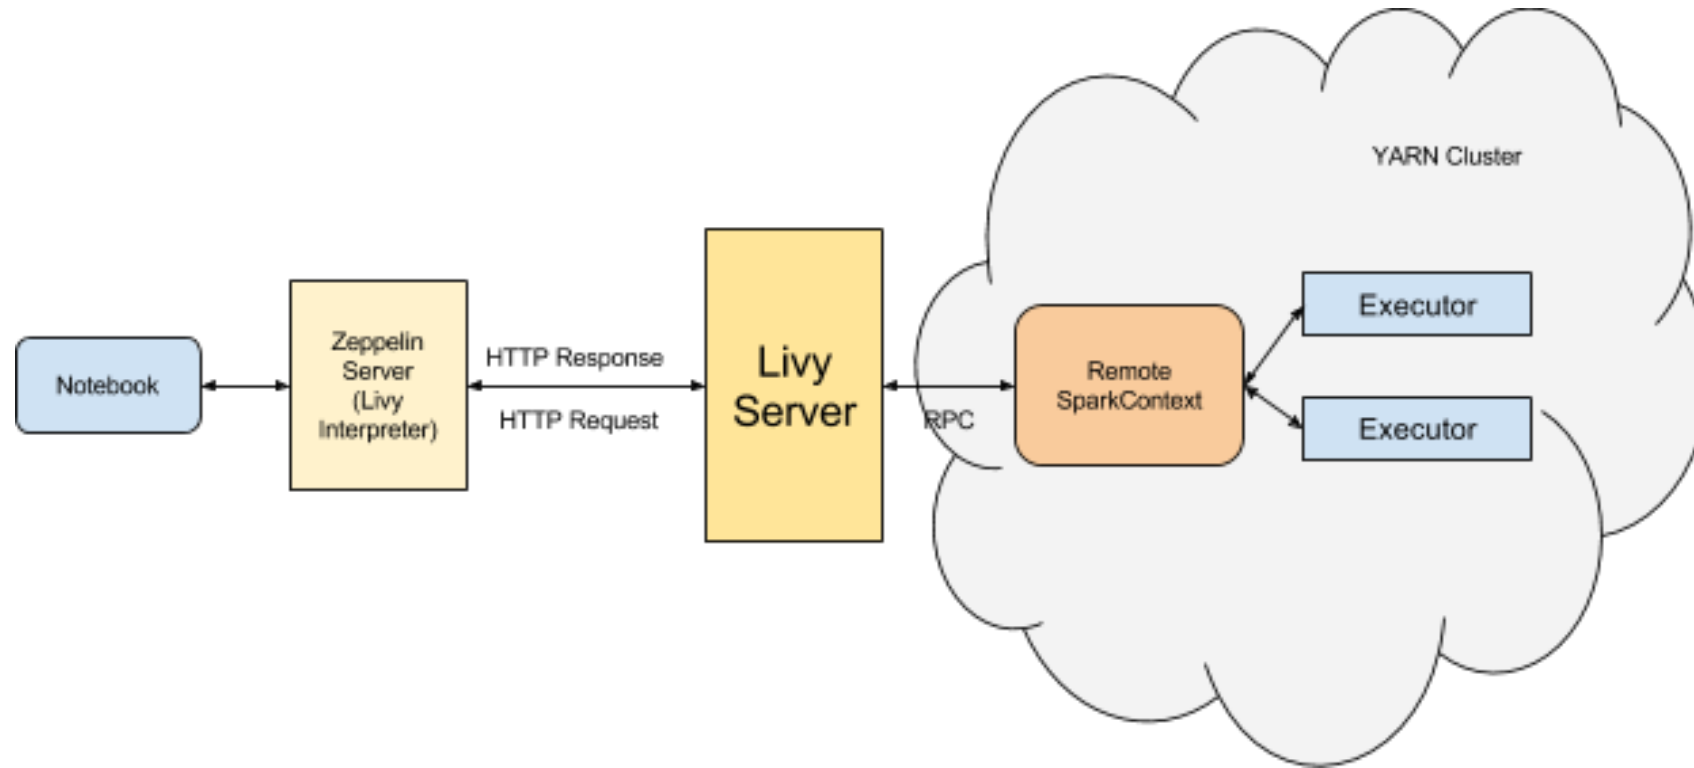 YARN Cluster
Notebook
Zeppelin
Server
(Livy
Interpreter)
HTTP Response
HTTP Request
Livy
Server
RPC
Remote
SparkContext
Executor
Executor